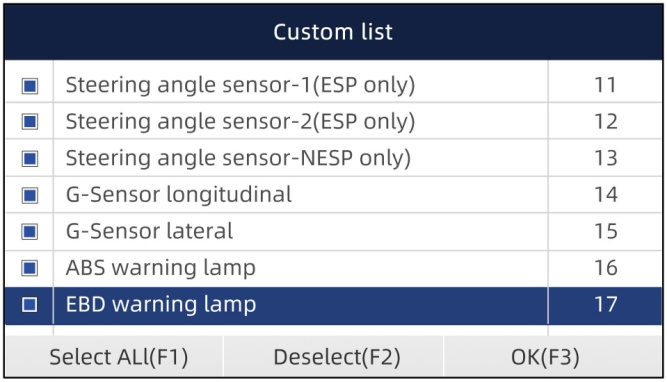 Custom list
Steering angle sensor-1(ESP only) 11
Steering angle sensor-2(ESP only) 12
Steering angle sensor-NESP only) 13
G-Sensor longitudinal 14
G-Sensor lateral 15
ABS warning lamp 16
EBD warning lamp 17
Select ALl(F1) Deselect(F2) OK(F3)